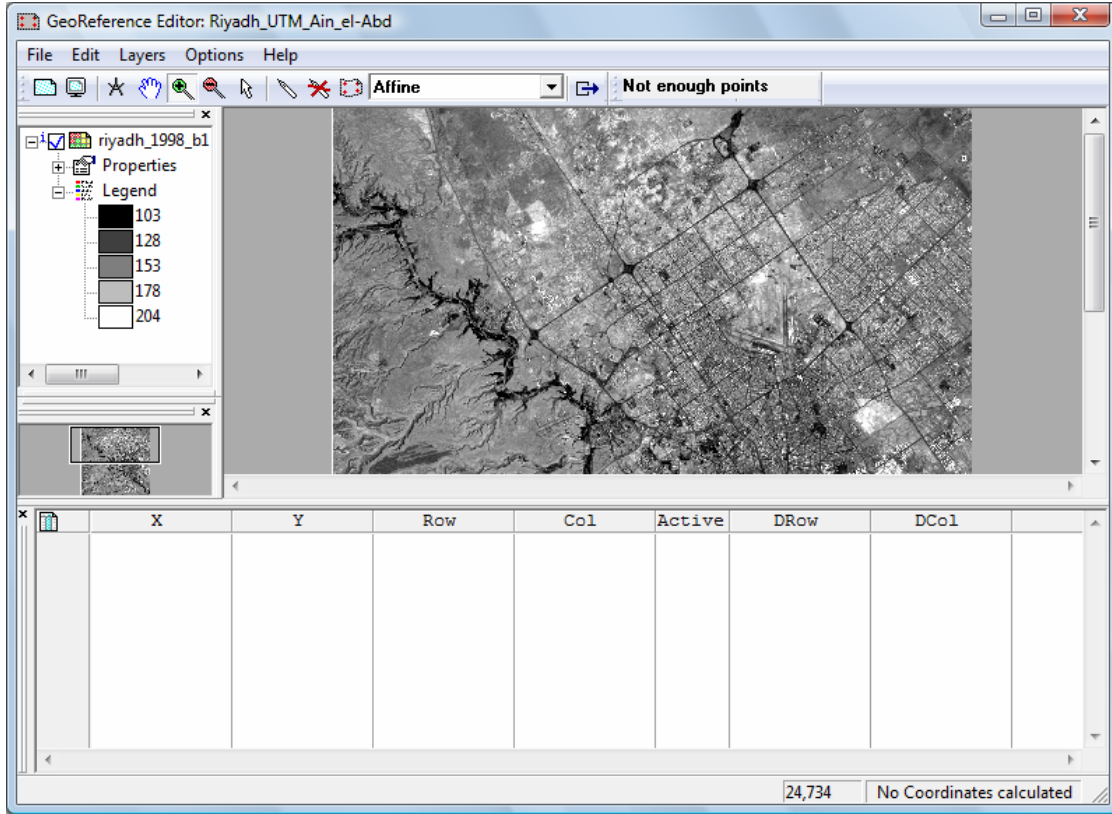 GeoReference Editor: Riyadh_UTM_Ain_el-Abd
File Edit Layers Options Help
Affine Not enough points
riyadh_1998_b1
Properties
Legend
103
128
153
178
204
X Y Row Col Active DRow DCol
24,734 No Coordinates calculated